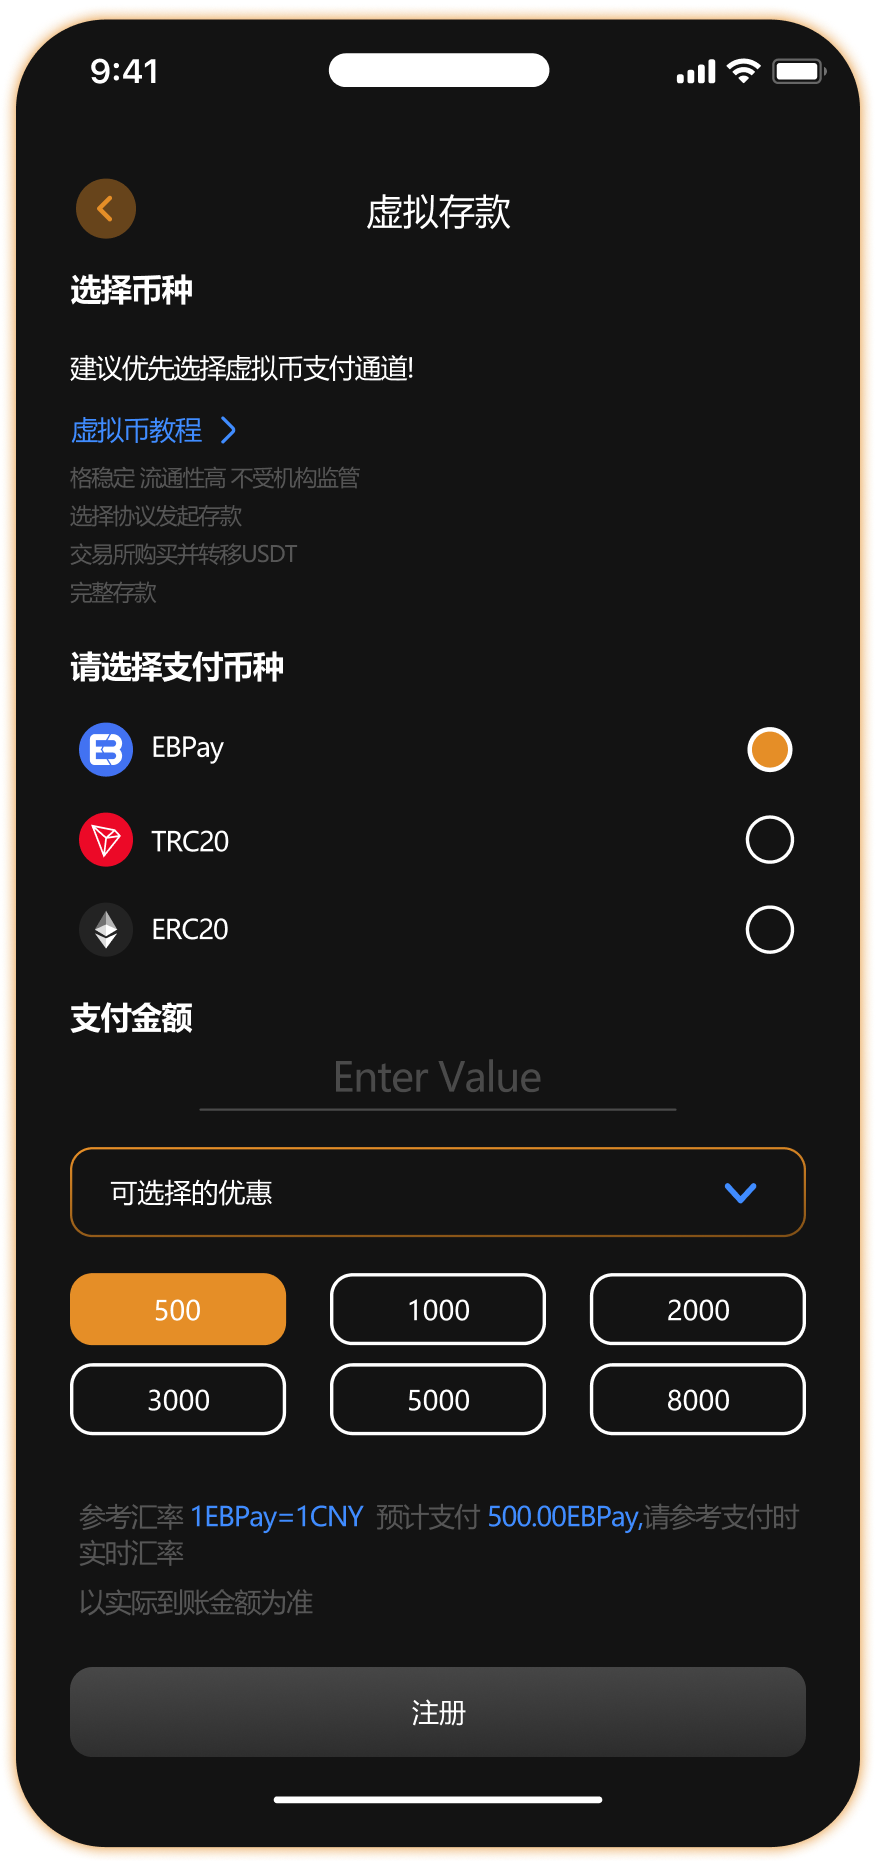 9:41
虚拟存款
选择币种
建议优先选择虚拟币支付通道!
虚拟币教程
格稳定 流通性高 不受机构监管
选择协议发起存款
交易所购买并转移USDT
完整存款
请选择支付币种
EBPay
TRC20
ERC20
支付金额
Enter Value
可选择的优惠
500 1000 2000
3000 5000 8000
参考汇率 1EBPay=1CNY 预计支付 500.00EBPay,请参考支付时
实时汇率
以实际到账金额为准
注册